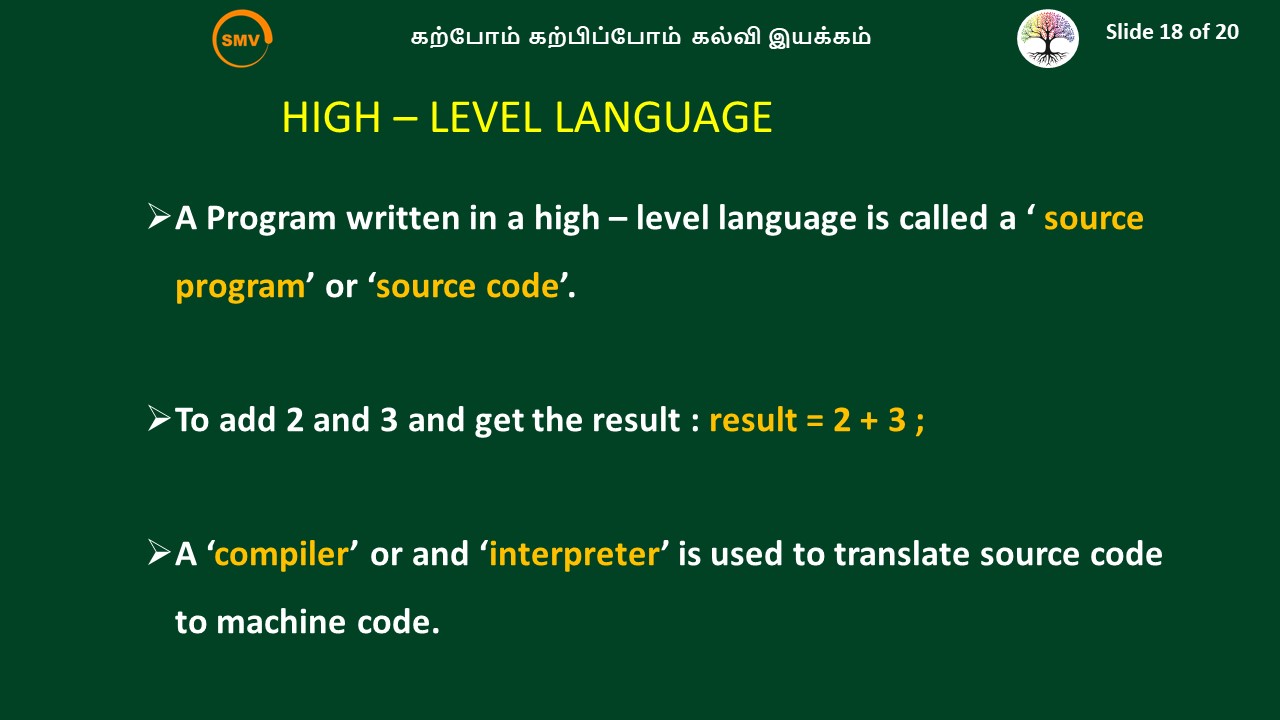 SMV
கற்போம் கற்பிப்போம் கல்வி இயக்கம்
Slide 18 of 20
HIGH – LEVEL LANGUAGE
➢A Program written in a high – level language is called a ‘ source
program’ or ‘source code’.
➢To add 2 and 3 and get the result : result = 2 + 3 ;
➢A ‘compiler’ or and ‘interpreter’ is used to translate source code
to machine code.